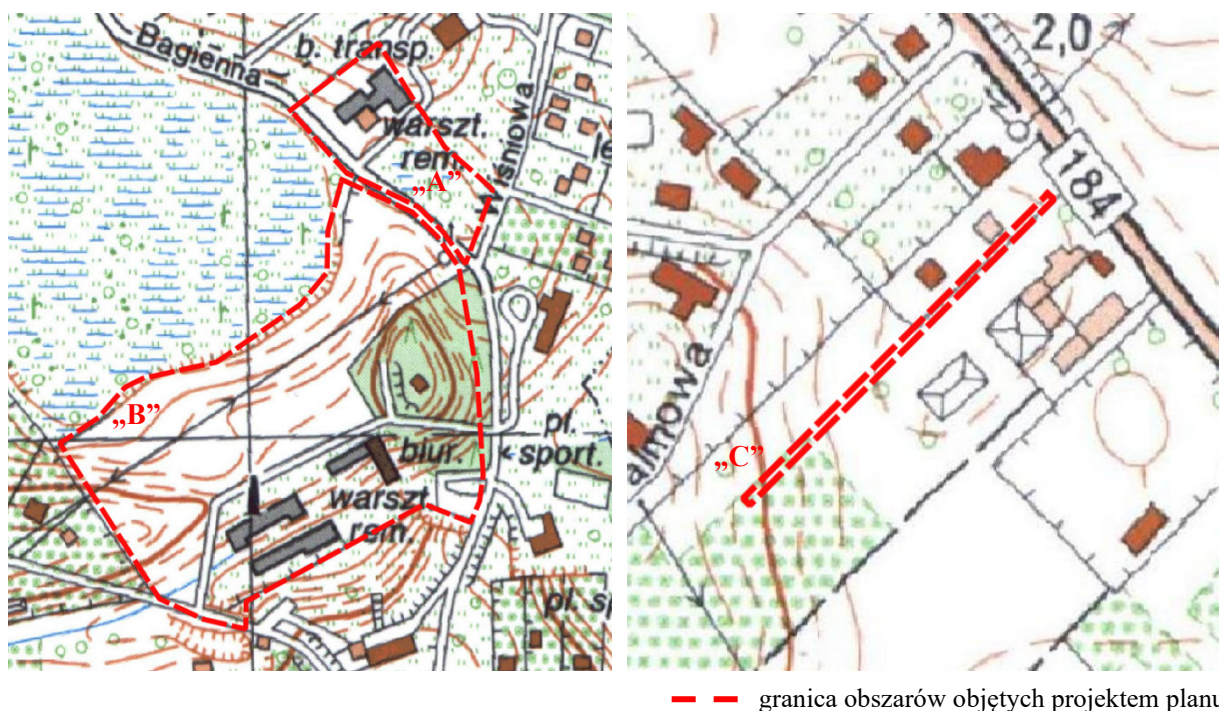 Bagienna
b. transp.
warszt.
rem.
„A”
Wiśniowa
„B”
biur.
pl.
sport.
warszt.
rem.
2,0
184
„C”
almowa
granica obszarów objętych projektem planu